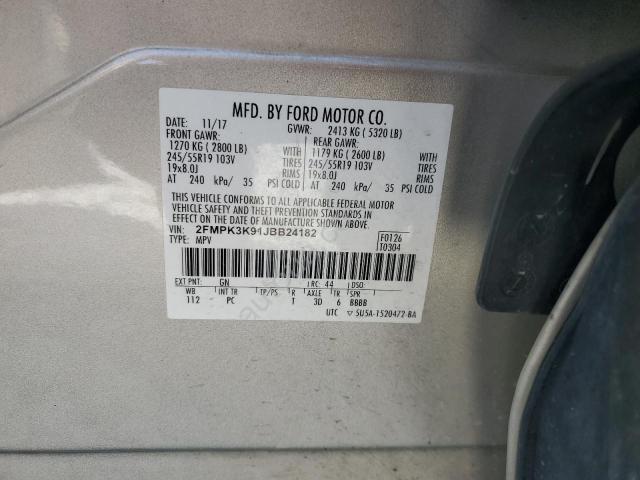 MFD. BY FORD MOTOR CO.
DATE: 11/17 GVWR: 2413 KG ( 5320 LB)
FRONT GAWR: REAR GAWR:
1270 KG ( 2800 LB) 1179 KG ( 2600 LB)
245/55R19 103V TIRES 245/55R19 103V TIRES
19x8.0J RIMS 19x8.0J RIMS
AT 240 kPa/ 35 PSI COLD AT 240 kPa/ 35 PSI COLD
THIS VEHICLE CONFORMS TO ALL APPLICABLE FEDERAL MOTOR
VEHICLE SAFETY AND THEFT PREVENTION STANDARDS IN
EFFECT ON THE DATE OF MANUFACTURE SHOWN ABOVE.
VIN: 2FMPK3K91JBB24182 F0126
TYPE: MPV T0304
EXT PNT: GN RC: 44 DSO:
WB INT TR TP/PS R AXLE TR SPR
112 PC 1 3D 6 BBBB
UTC ▽ 5U5A-1520472-BA